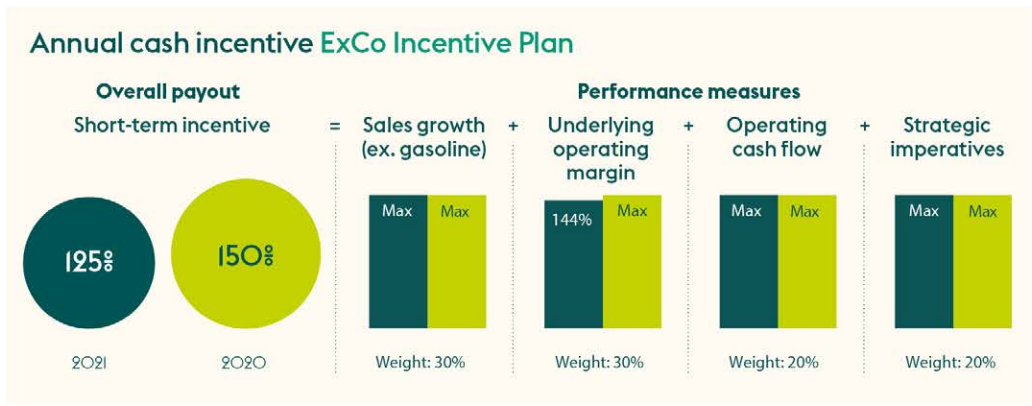 Annual cash incentive ExCo Incentive Plan
Overall payout
Performance measures
Short-term incentive = Sales growth + Underlying + Operating + Strategic
(ex. gasoline) operating cash flow imperatives
margin
Max Max 144% Max Max Max Max Max
125% 150%
2021 2020 Weight: 30% Weight: 30% Weight: 20% Weight: 20%